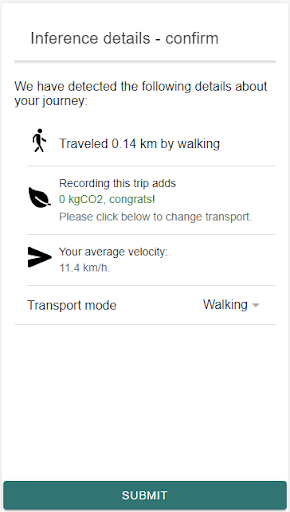 Inference details - confirm
We have detected the following details about
your journey:
Traveled 0.14 km by walking
Recording this trip adds
0 kgCO2, congrats!
Please click below to change transport.
Your average velocity:
11.4 km/h.
Transport mode Walking
SUBMIT